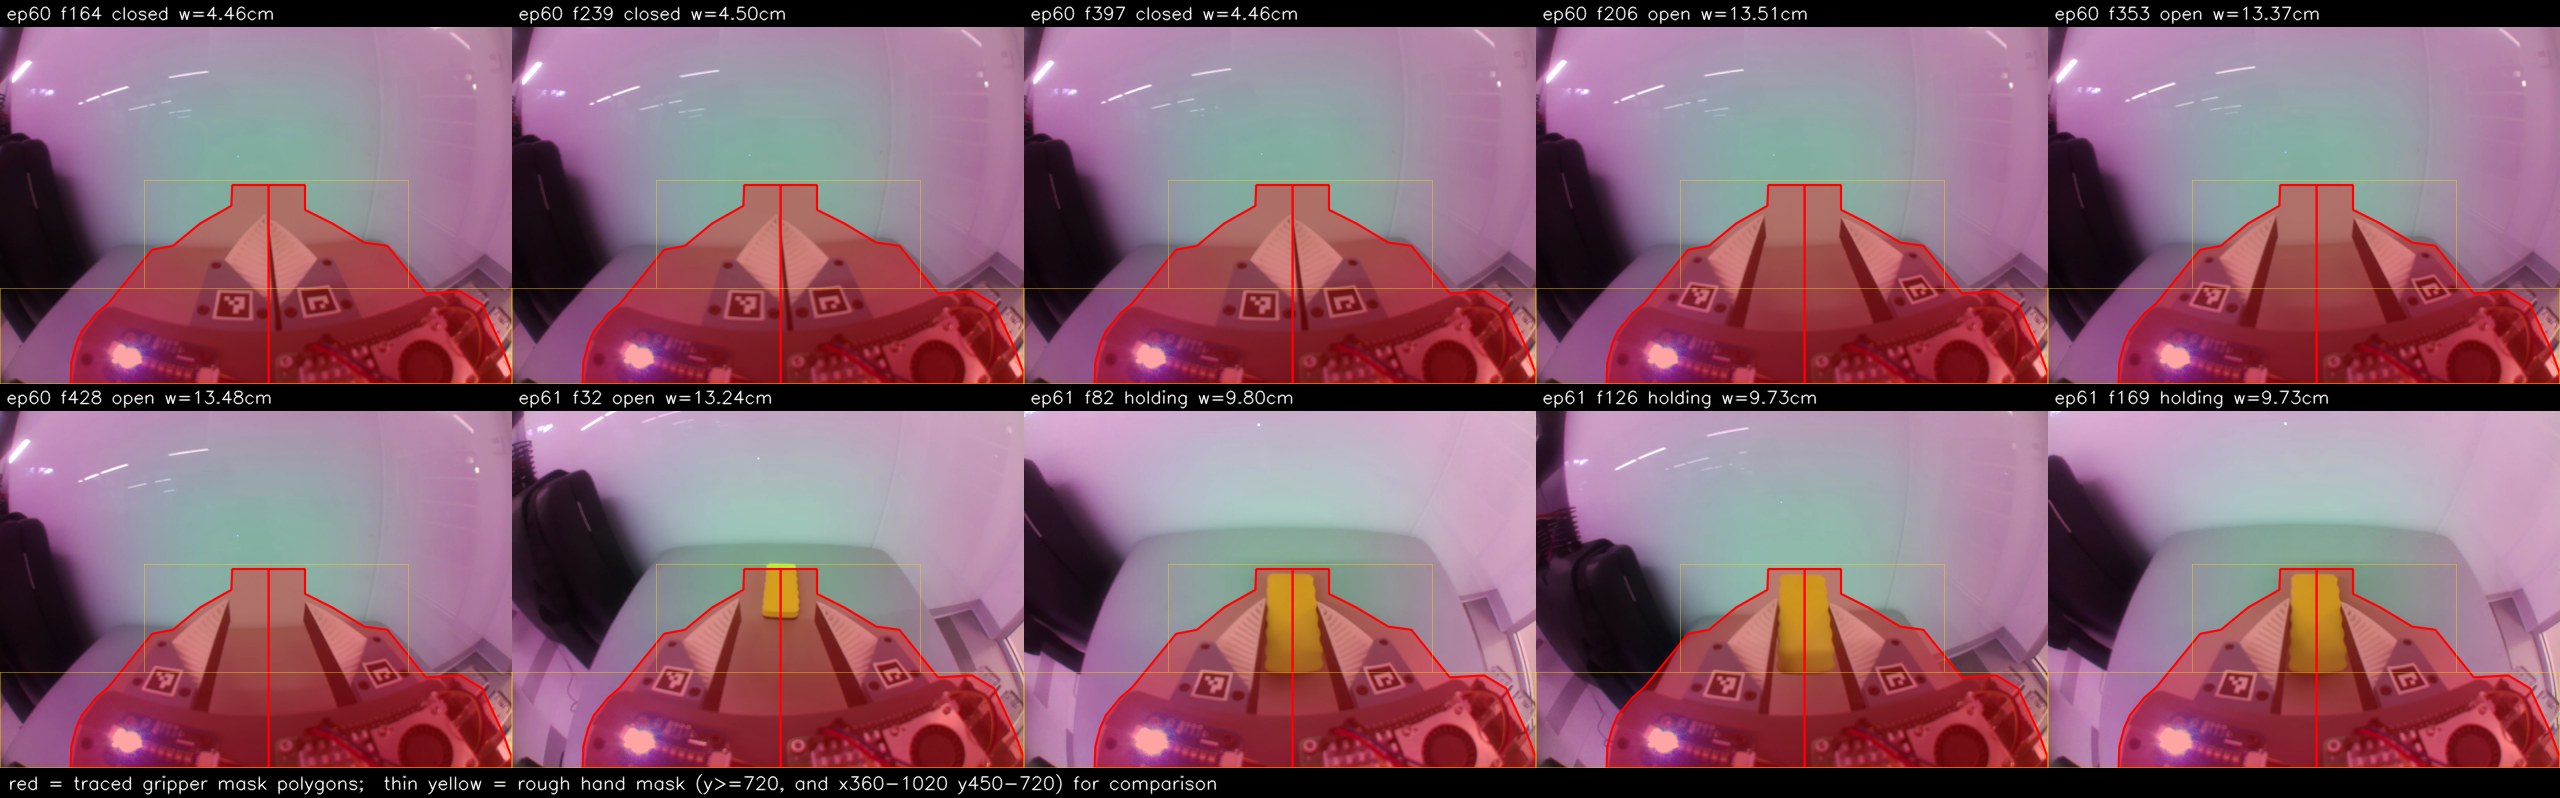 ep60 f164 closed w=4.46cm
ep60 f239 closed w=4.50cm
ep60 f397 closed w=4.46cm
ep60 f206 open w=13.51cm
ep60 f353 open w=13.37cm
ep60 f428 open w=13.48cm
ep61 f32 open w=13.24cm
ep61 f82 holding w=9.80cm
ep61 f126 holding w=9.73cm
ep61 f169 holding w=9.73cm
red = traced gripper mask polygons; thin yellow = rough hand mask (y>=720, and x360-1020 y450-720) for comparison